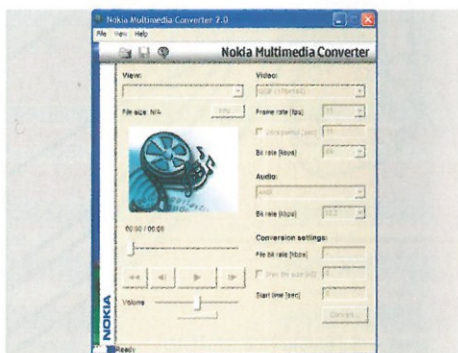 Nokia Multimedia Converter 2.0
File View Help
Nokia Multimedia Converter
View:
File size: N/A
00:00 / 00:00
Volume
NOKIA
Ready
Video:
Frame rate (fps)
Bit rate (kbps)
Audio:
Bit rate (kbps)
Conversion settings:
File bit rate (kbps)
Start time (sec)
Convert...